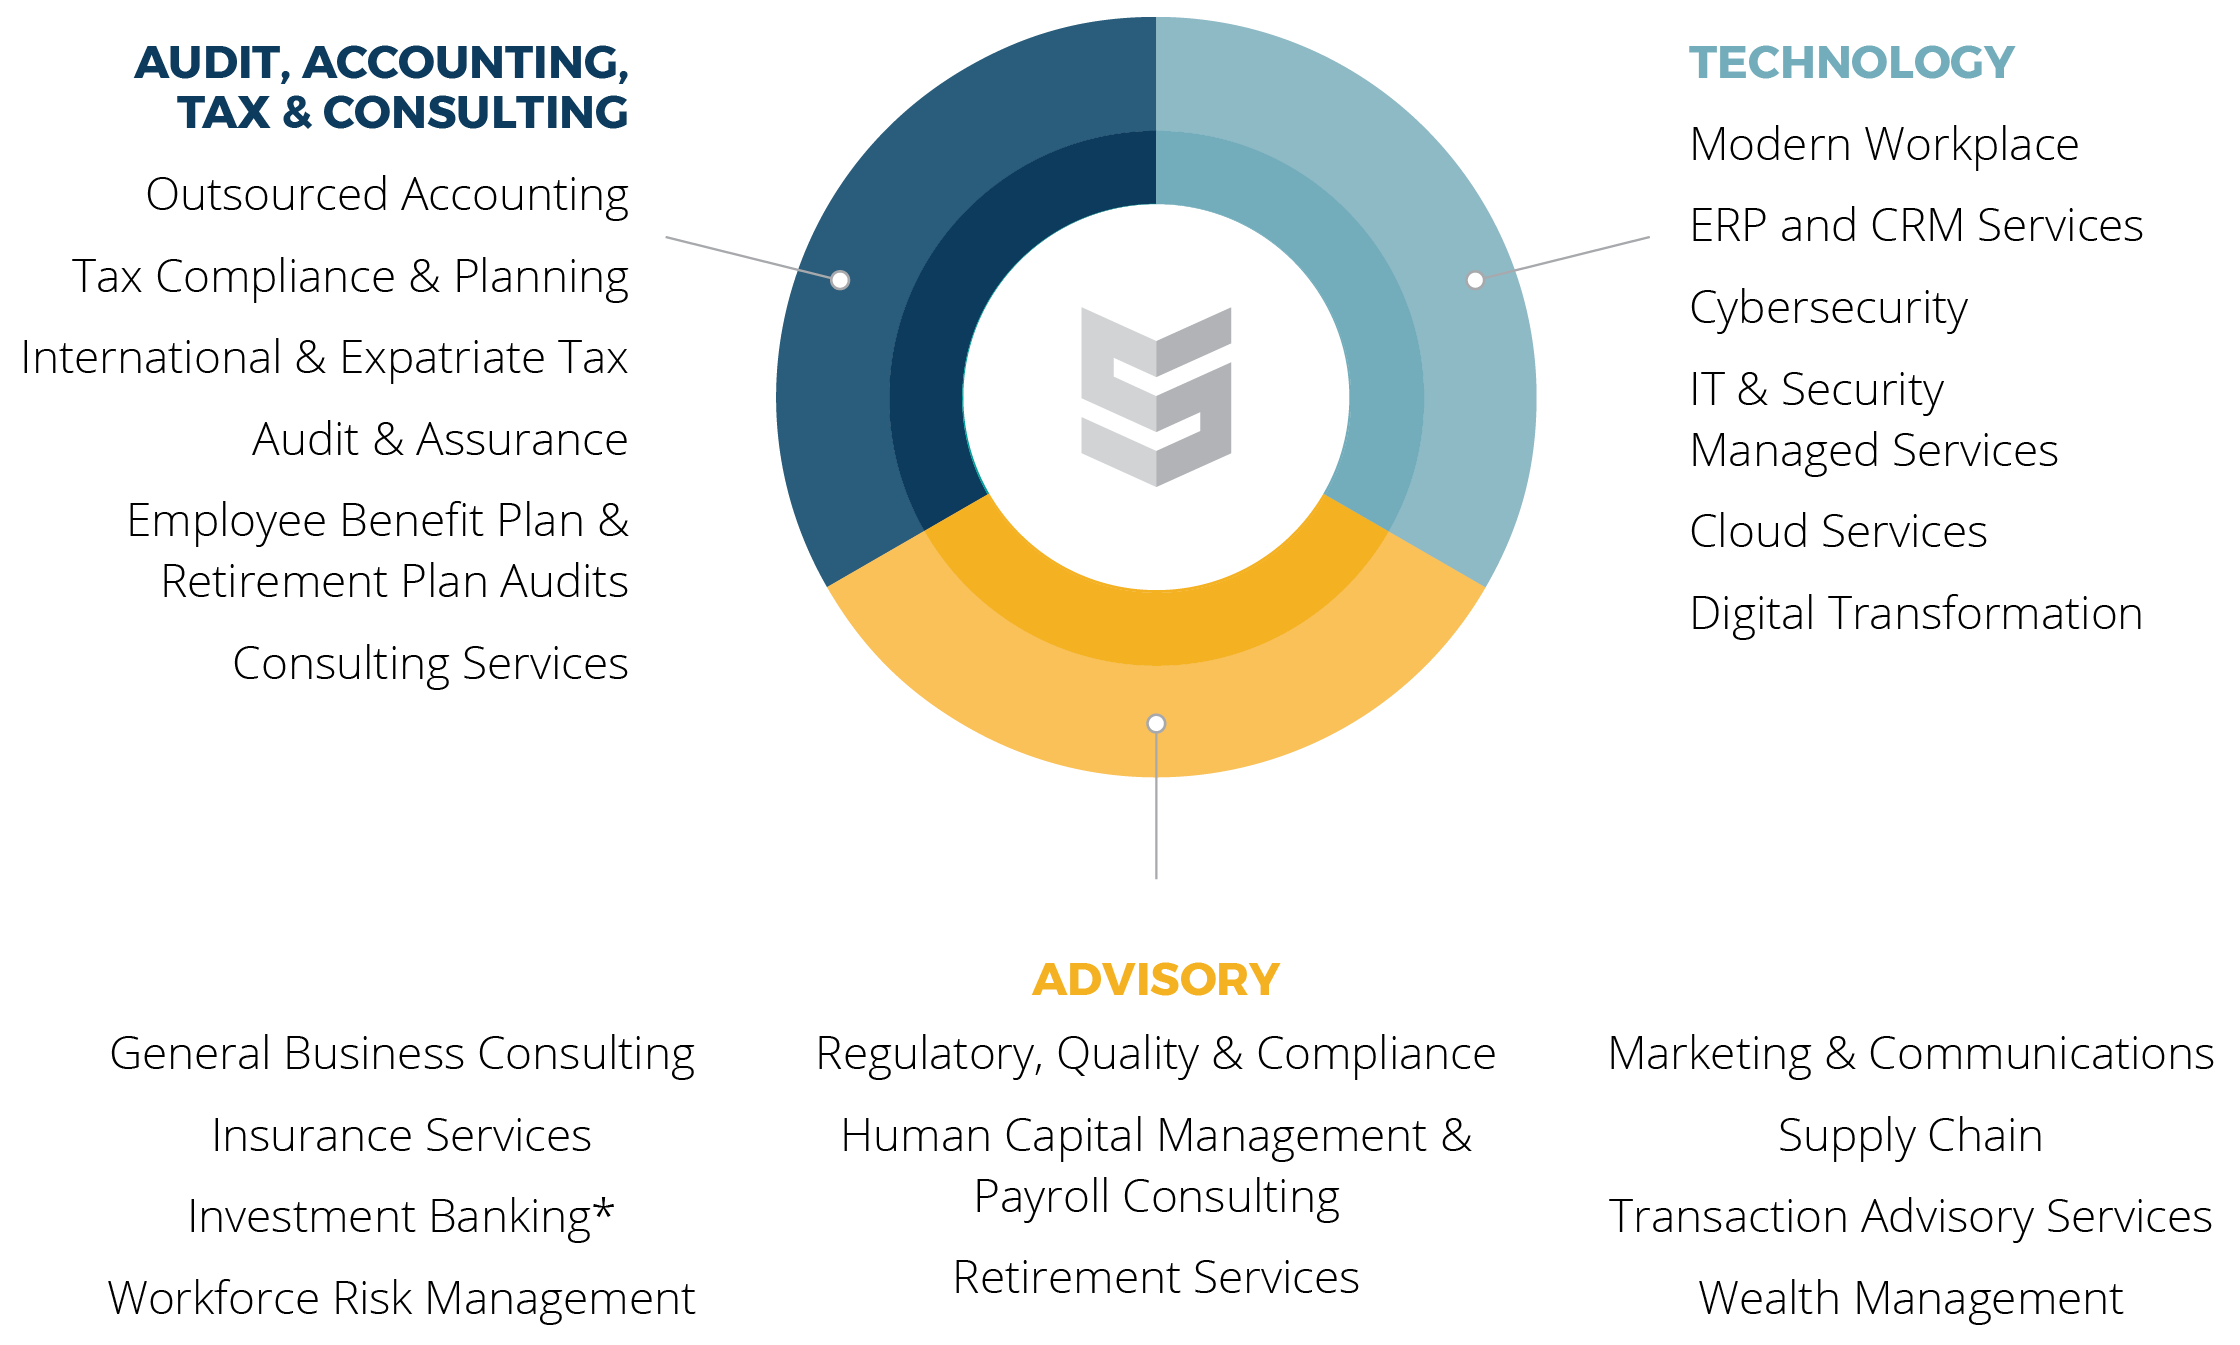 AUDIT, ACCOUNTING,
TAX & CONSULTING
Outsourced Accounting
Tax Compliance & Planning
International & Expatriate Tax
Audit & Assurance
Employee Benefit Plan &
Retirement Plan Audits
Consulting Services
TECHNOLOGY
Modern Workplace
ERP and CRM Services
Cybersecurity
IT & Security
Managed Services
Cloud Services
Digital Transformation
ADVISORY
General Business Consulting
Insurance Services
Investment Banking*
Workforce Risk Management
Regulatory, Quality & Compliance
Human Capital Management &
Payroll Consulting
Retirement Services
Marketing & Communications
Supply Chain
Transaction Advisory Services
Wealth Management